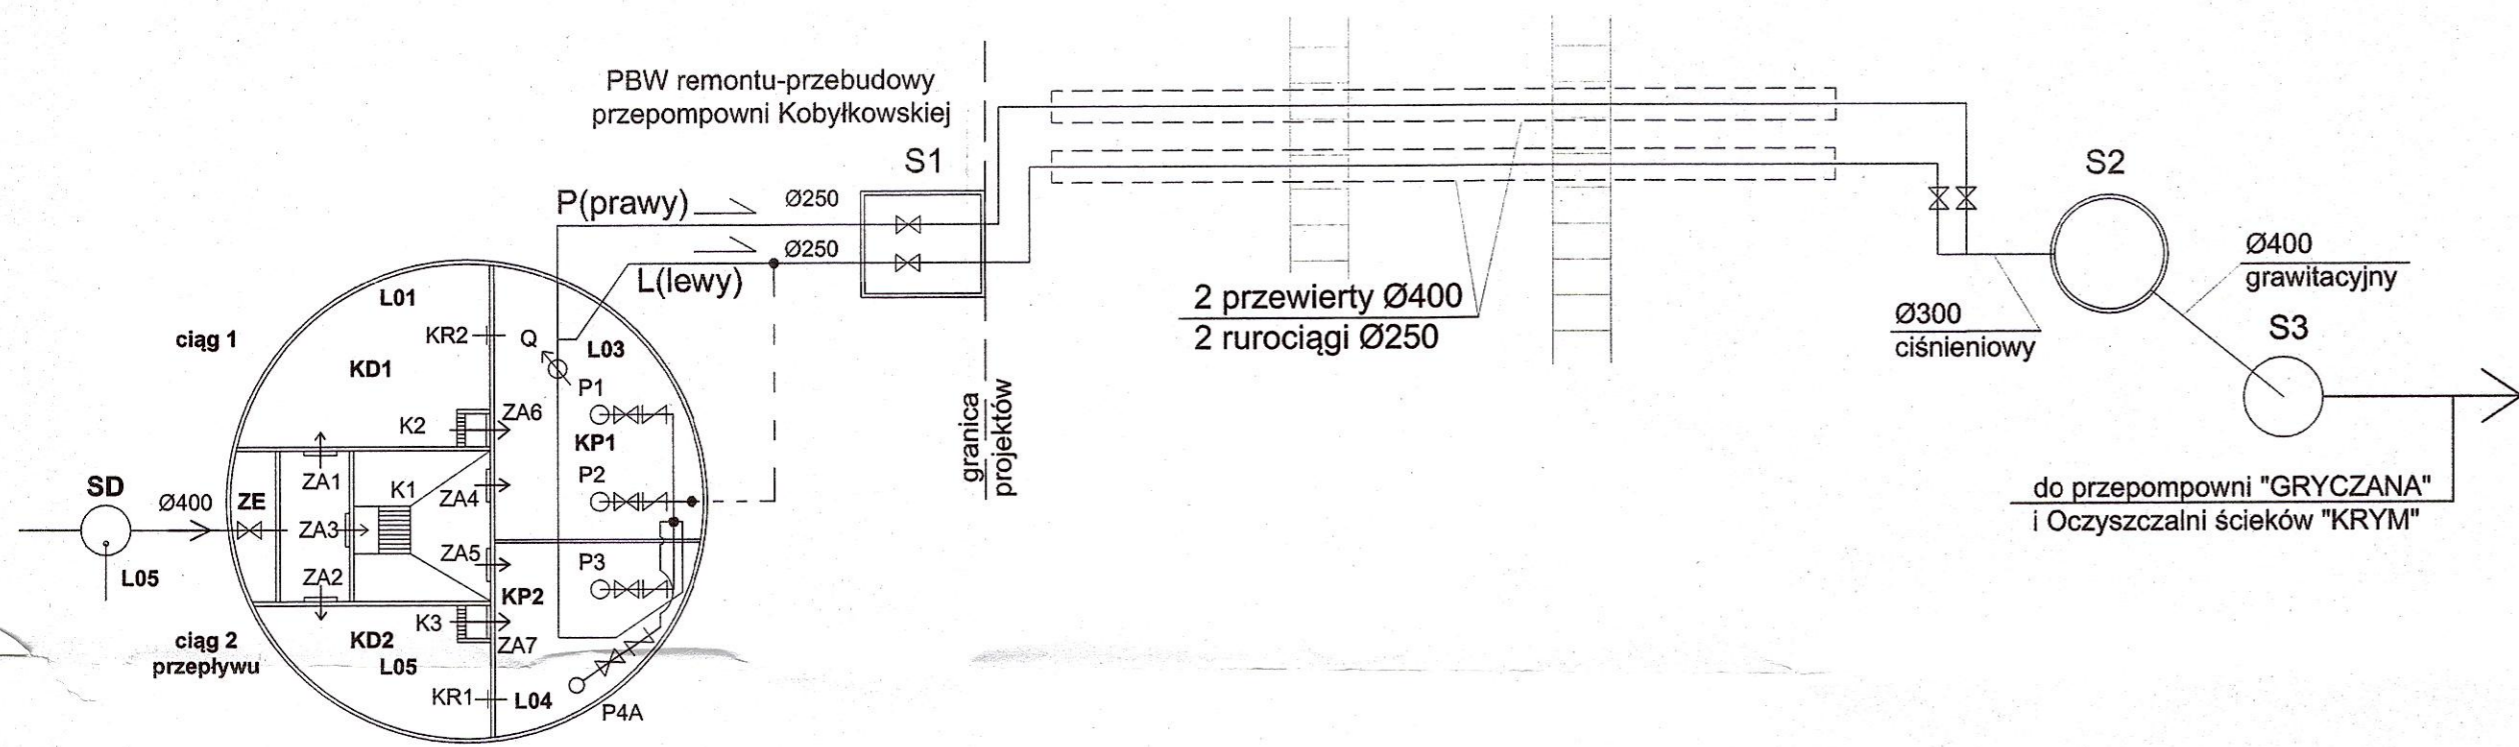 PBW remontu-przebudowy
przepompowni Kobyłkowskiej
S1
S2
P(prawy)
Ø250
Ø250
L(lewy)
Ø400
grawitacyjny
2 przewierty Ø400
2 rurociągi Ø250
Ø300
ciśnieniowy
S3
granica
projektów
L01
ciąg 1
KR2
Q
L03
KD1
P1
K2
ZA6
KP1
ZA1
K1
ZA4
P2
SD
Ø400
ZE
ZA3
ZA5
P3
L05
ZA2
KP2
K3
ZA7
ciąg 2
przepływu
KD2
L05
KR1
L04
P4A
do przepompowni "GRYCZANA"
i Oczyszczalni ścieków "KRYM"